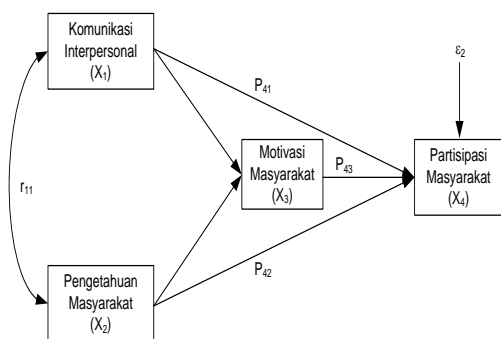 Komunikasi
Interpersonal
(X₁)
ε₂
P₄₁
Motivasi
Masyarakat
(X₃)
P₄₃
Partisipasi
Masyarakat
(X₄)
r₁₁
P₄₂
Pengetahuan
Masyarakat
(X₂)